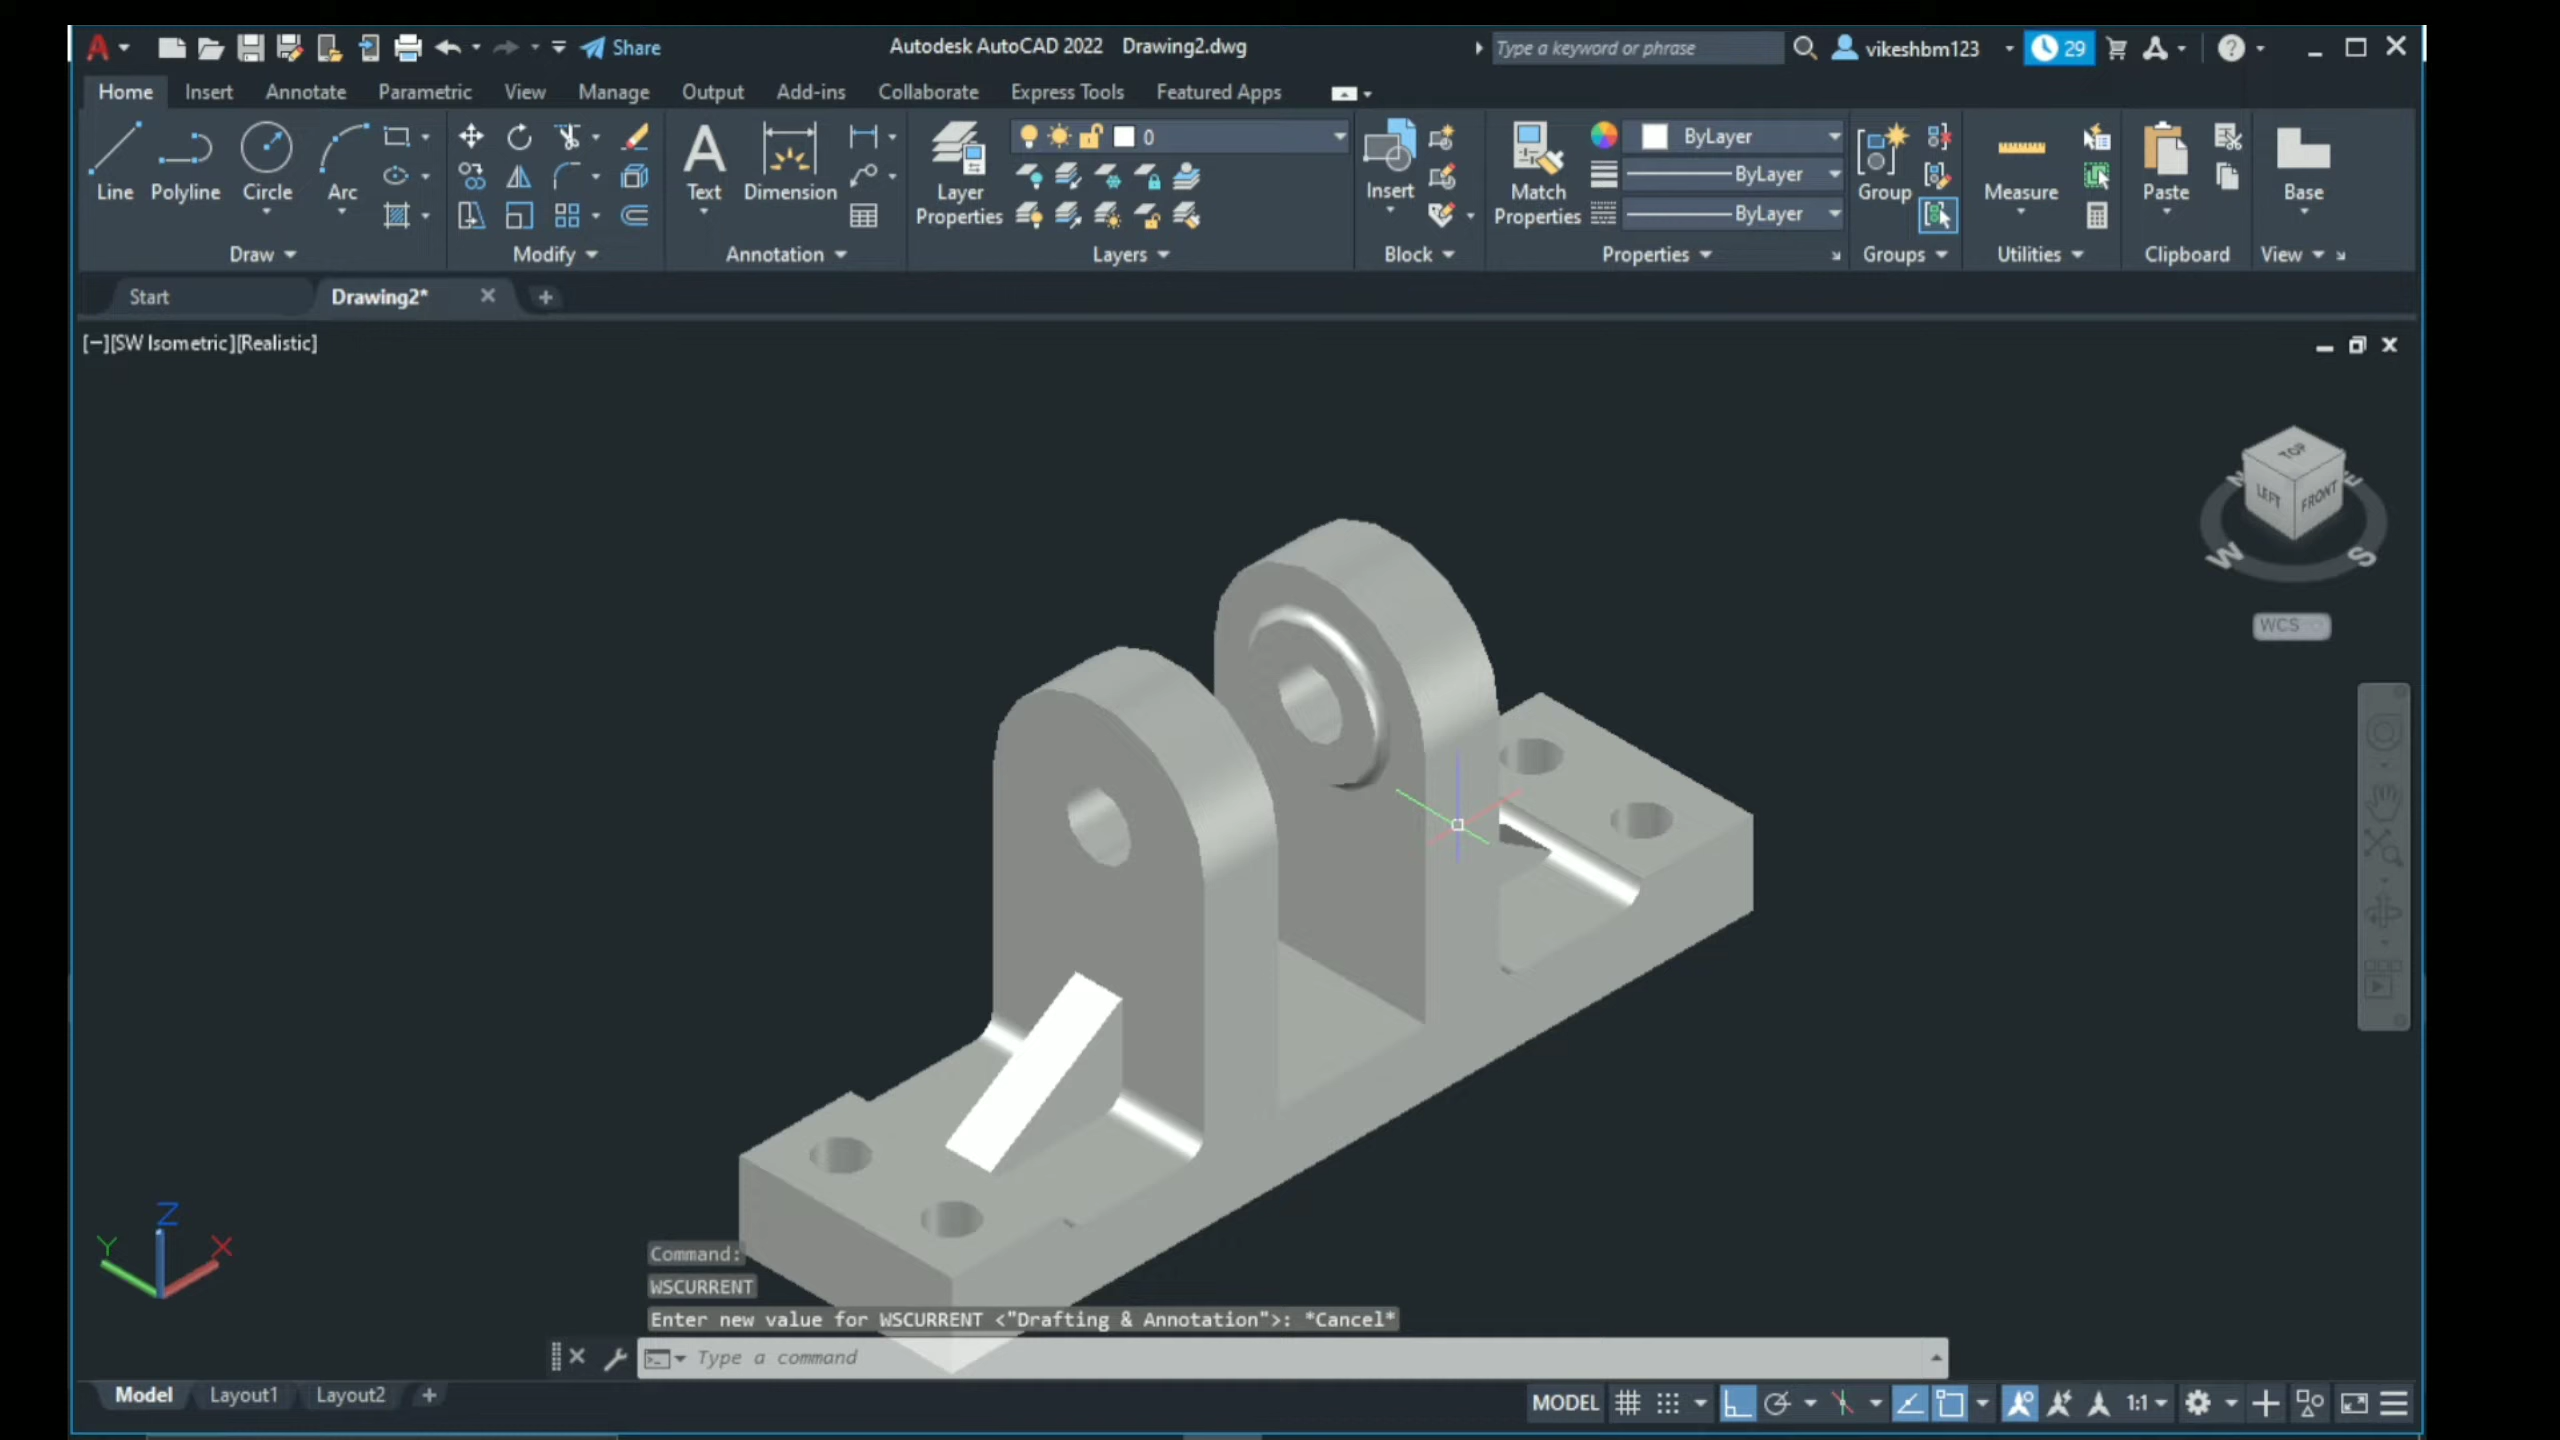 Share
Autodesk AutoCAD 2022 Drawing2.dwg
Type a keyword or phrase
vikeshbm123
29
Home Insert Annotate Parametric View Manage Output Add-ins Collaborate Express Tools Featured Apps
Line
Polyline
Circle
Arc
Draw
Modify
Text
Dimension
Annotation
Layer Properties
0
Layers
Insert
Block
Match Properties
ByLayer
ByLayer
ByLayer
Properties
Group
Groups
Measure
Utilities
Paste
Clipboard
Base
View
Start
Drawing2*
[−][SW Isometric][Realistic]
TOP
LEFT
FRONT
N
E
W
S
WCS
Z
Y
X
Command:
WSCURRENT
Enter new value for WSCURRENT <"Drafting & Annotation">: *Cancel*
Type a command
Model Layout1 Layout2
MODEL
1:1